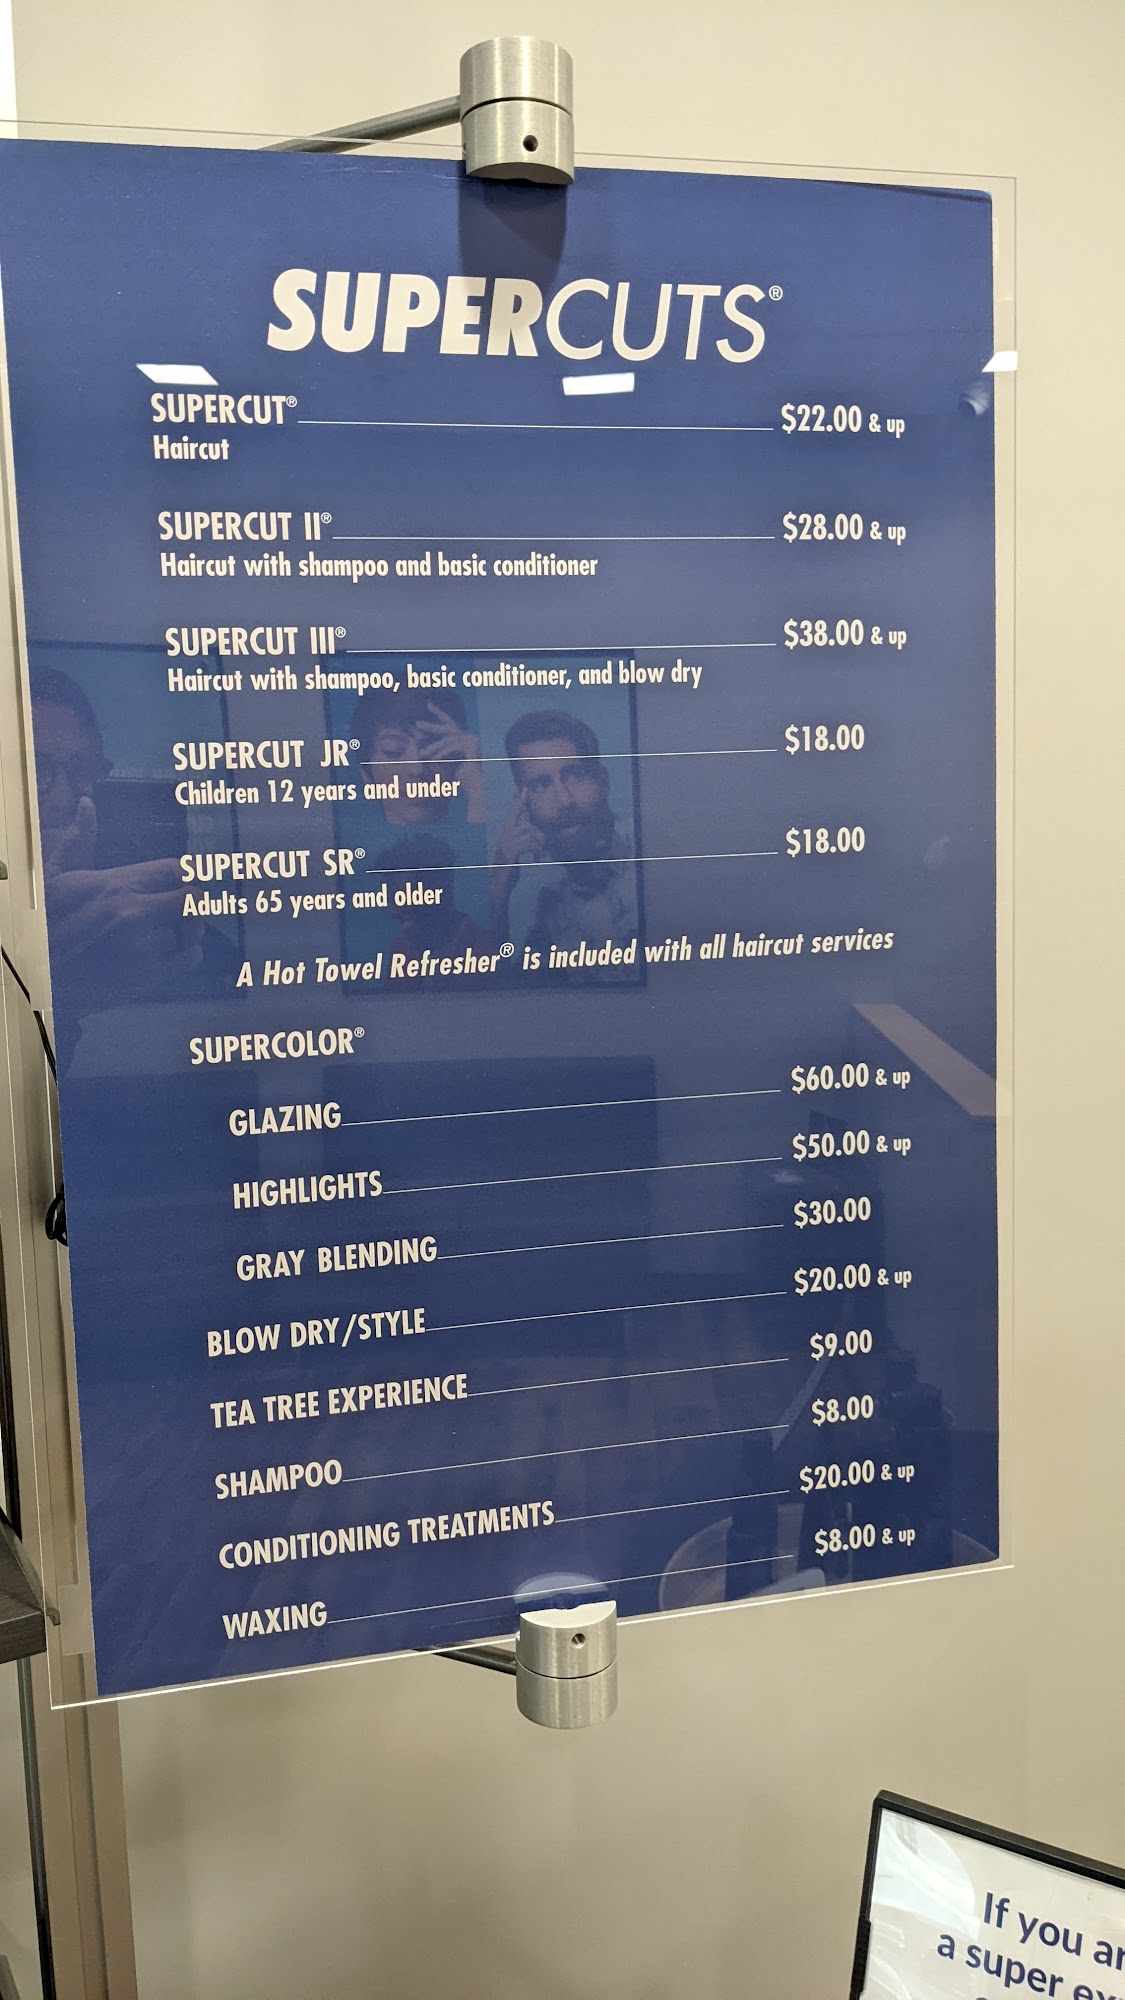 SUPERCUTS®
SUPERCUT® $22.00 & up
Haircut
SUPERCUT II® $28.00 & up
Haircut with shampoo and basic conditioner
SUPERCUT III® $38.00 & up
Haircut with shampoo, basic conditioner, and blow dry
SUPERCUT JR® $18.00
Children 12 years and under
SUPERCUT SR® $18.00
Adults 65 years and older
A Hot Towel Refresher® is included with all haircut services
SUPERCOLOR®
GLAZING $60.00 & up
HIGHLIGHTS $50.00 & up
GRAY BLENDING $30.00
BLOW DRY/STYLE $20.00 & up
TEA TREE EXPERIENCE $9.00
SHAMPOO $8.00
CONDITIONING TREATMENTS $20.00 & up
WAXING $8.00 & up
If you
a super